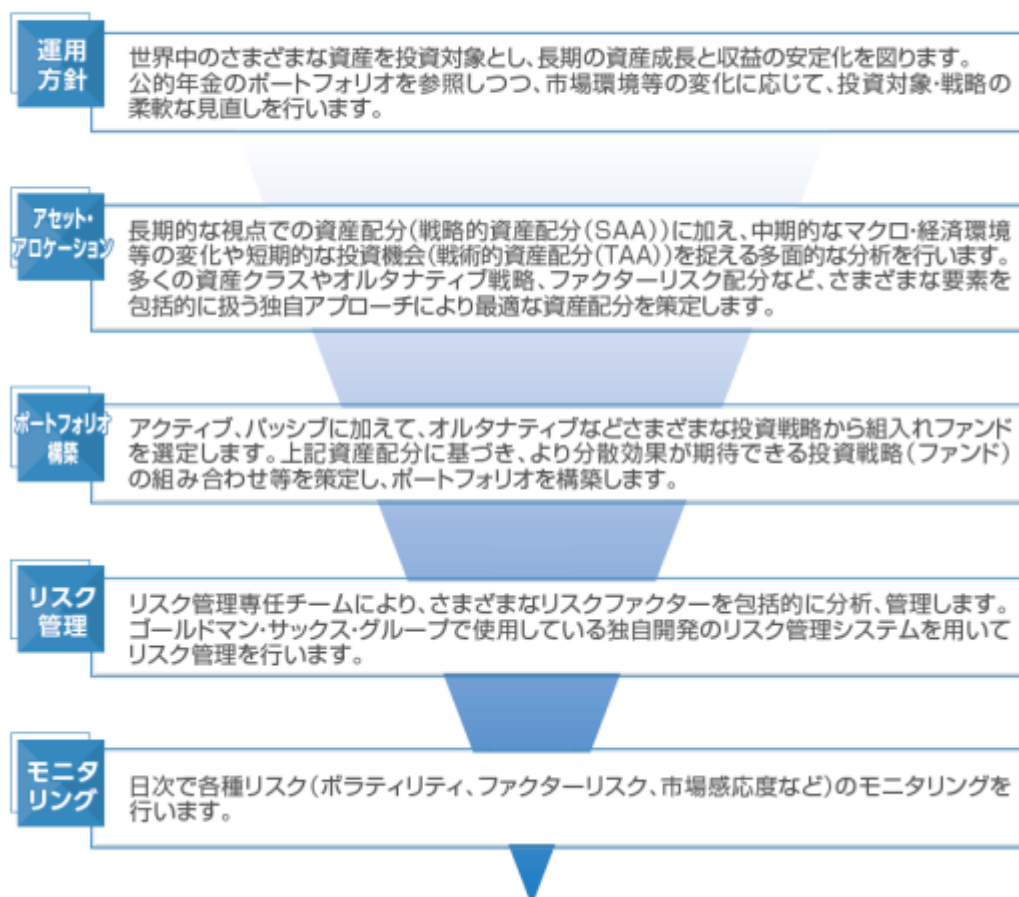 運用
方針
世界中のさまざまな資産を投資対象とし、長期の資産成長と収益の安定化を図ります。
公的年金のポートフォリオを参照しつつ、市場環境等の変化に応じて、投資対象・戦略の
柔軟な見直しを行います。
アセット・
アロケーション
長期的な視点での資産配分(戦略的資産配分(SAA))に加え、中期的なマクロ・経済環境
等の変化や短期的な投資機会(戦術的資産配分(TAA))を捉える多面的な分析を行います。
多くの資産クラスやオルタナティブ戦略、ファクターリスク配分など、さまざまな要素を
包括的に扱う独自アプローチにより最適な資産配分を策定します。
ポートフォリオ
構築
アクティブ、パッシブに加えて、オルタナティブなどさまざまな投資戦略から組入れファンド
を選定します。上記資産配分に基づき、より分散効果が期待できる投資戦略(ファンド)
の組み合わせ等を策定し、ポートフォリオを構築します。
リスク
管理
リスク管理専任チームにより、さまざまなリスクファクターを包括的に分析、管理します。
ゴールドマン・サックス・グループで使用している独自開発のリスク管理システムを用いて
リスク管理を行います。
モニタ
リング
日次で各種リスク(ボラティリティ、ファクターリスク、市場感応度など)のモニタリングを
行います。